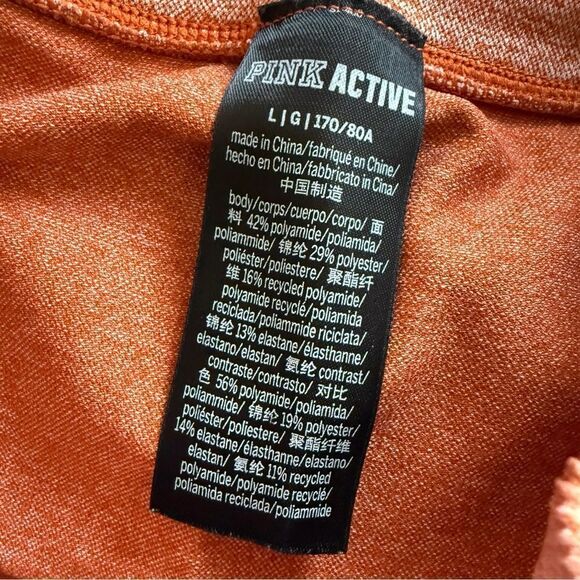 PINK ACTIVE
L | G | 170/80A
made in China/fabriqué en Chine/
hecho en China/fabbricato in Cina/
中国制造
body/corps/cuerpo/corpo/ 面
料 42% polyamide/poliamida/
poliammide/ 锦纶 29% polyester/
poliéster/poliestere/ 聚酯纤
维 16% recycled polyamide/
polyamide recyclé/poliamida
reciclada/poliammide riciclata/
锦纶 13% elastane/élasthanne/
elastano/elastan/ 氨纶 contrast/
contraste/contrasto/ 对比
色 56% polyamide/poliamida/
poliammide/ 锦纶 19% polyester/
poliéster/poliestere/ 聚酯纤维
14% elastane/élasthanne/elastano/
elastan/ 氨纶 11% recycled
polyamide/polyamide recyclé/
poliamida reciclada/poliammide